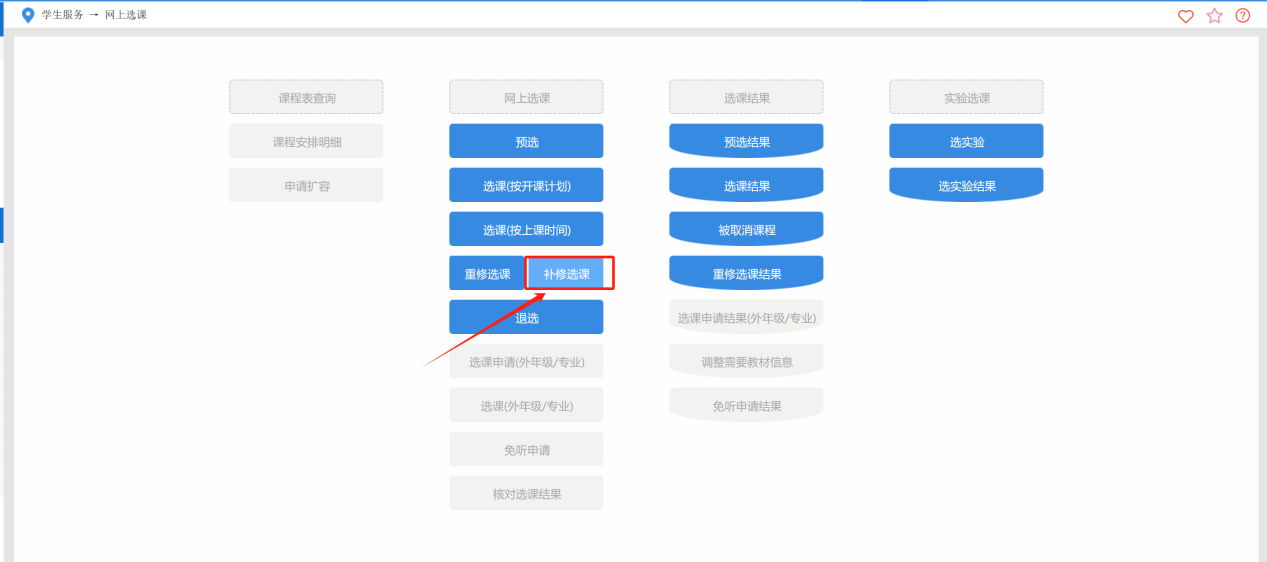 学生服务 → 网上选课
课程表查询
课程安排明细
申请扩容
网上选课
预选
选课(按开课计划)
选课(按上课时间)
重修选课 补修选课
退选
选课申请(外年级/专业)
选课(外年级/专业)
免听申请
核对选课结果
选课结果
预选结果
选课结果
被取消课程
重修选课结果
选课申请结果(外年级/专业)
调整需要教材信息
免听申请结果
实验选课
选实验
选实验结果